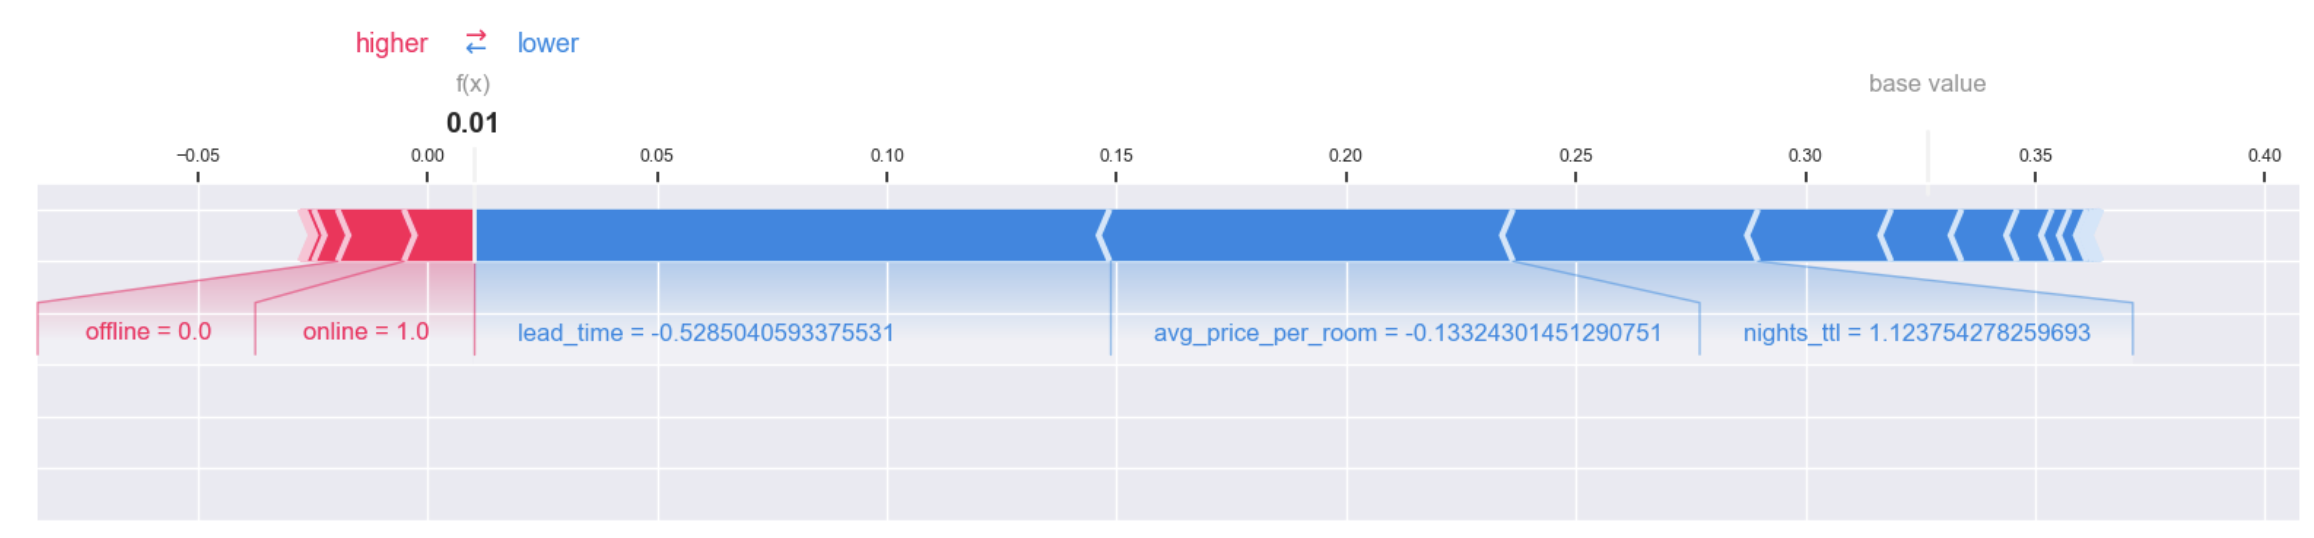 higher ⇄ lower
f(x) base value
0.01
−0.05 0.00 0.05 0.10 0.15 0.20 0.25 0.30 0.35 0.40
offline = 0.0 online = 1.0 lead_time = -0.5285040593375531 avg_price_per_room = -0.13324301451290751 nights_ttl = 1.123754278259693